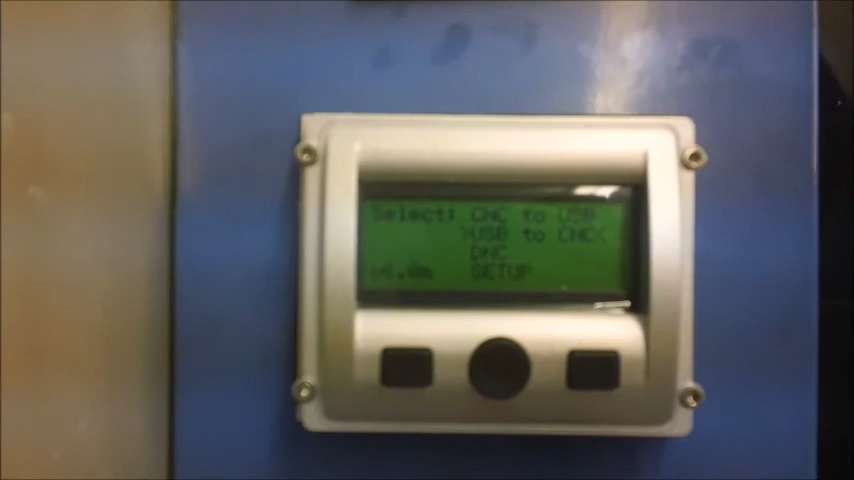 Select: CNC to USB
>USB to CNC<
DNC
SETUP